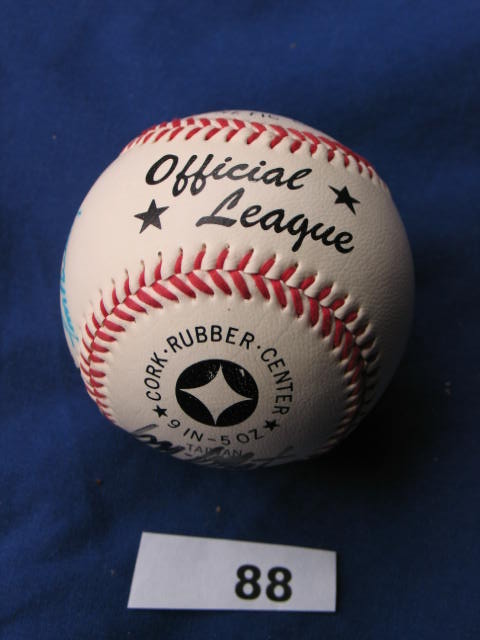 Official
League
CORK·RUBBER·CENTER
9 IN-5 OZ
TAIWAN
88